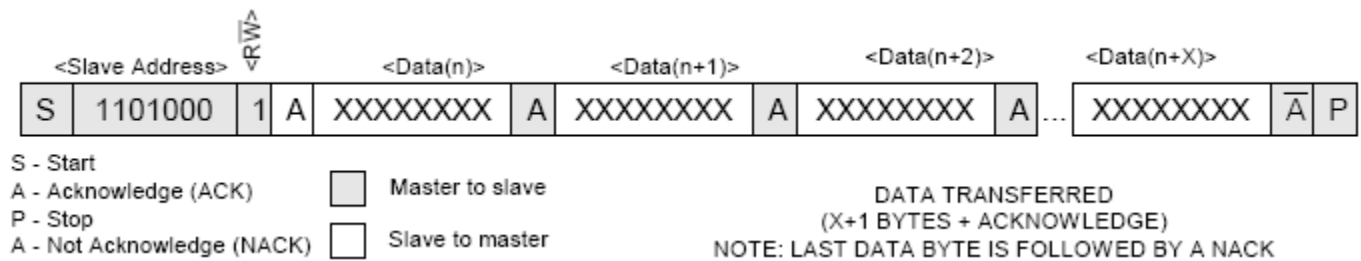 <RW̅>
<Slave Address> <Data(n)> <Data(n+1)> <Data(n+2)> <Data(n+X)>
S 1101000 1 A XXXXXXXX A XXXXXXXX A XXXXXXXX A ... XXXXXXXX A̅ P
S - Start
A - Acknowledge (ACK)
P - Stop
A - Not Acknowledge (NACK)
Master to slave
Slave to master
DATA TRANSFERRED
(X+1 BYTES + ACKNOWLEDGE)
NOTE: LAST DATA BYTE IS FOLLOWED BY A NACK